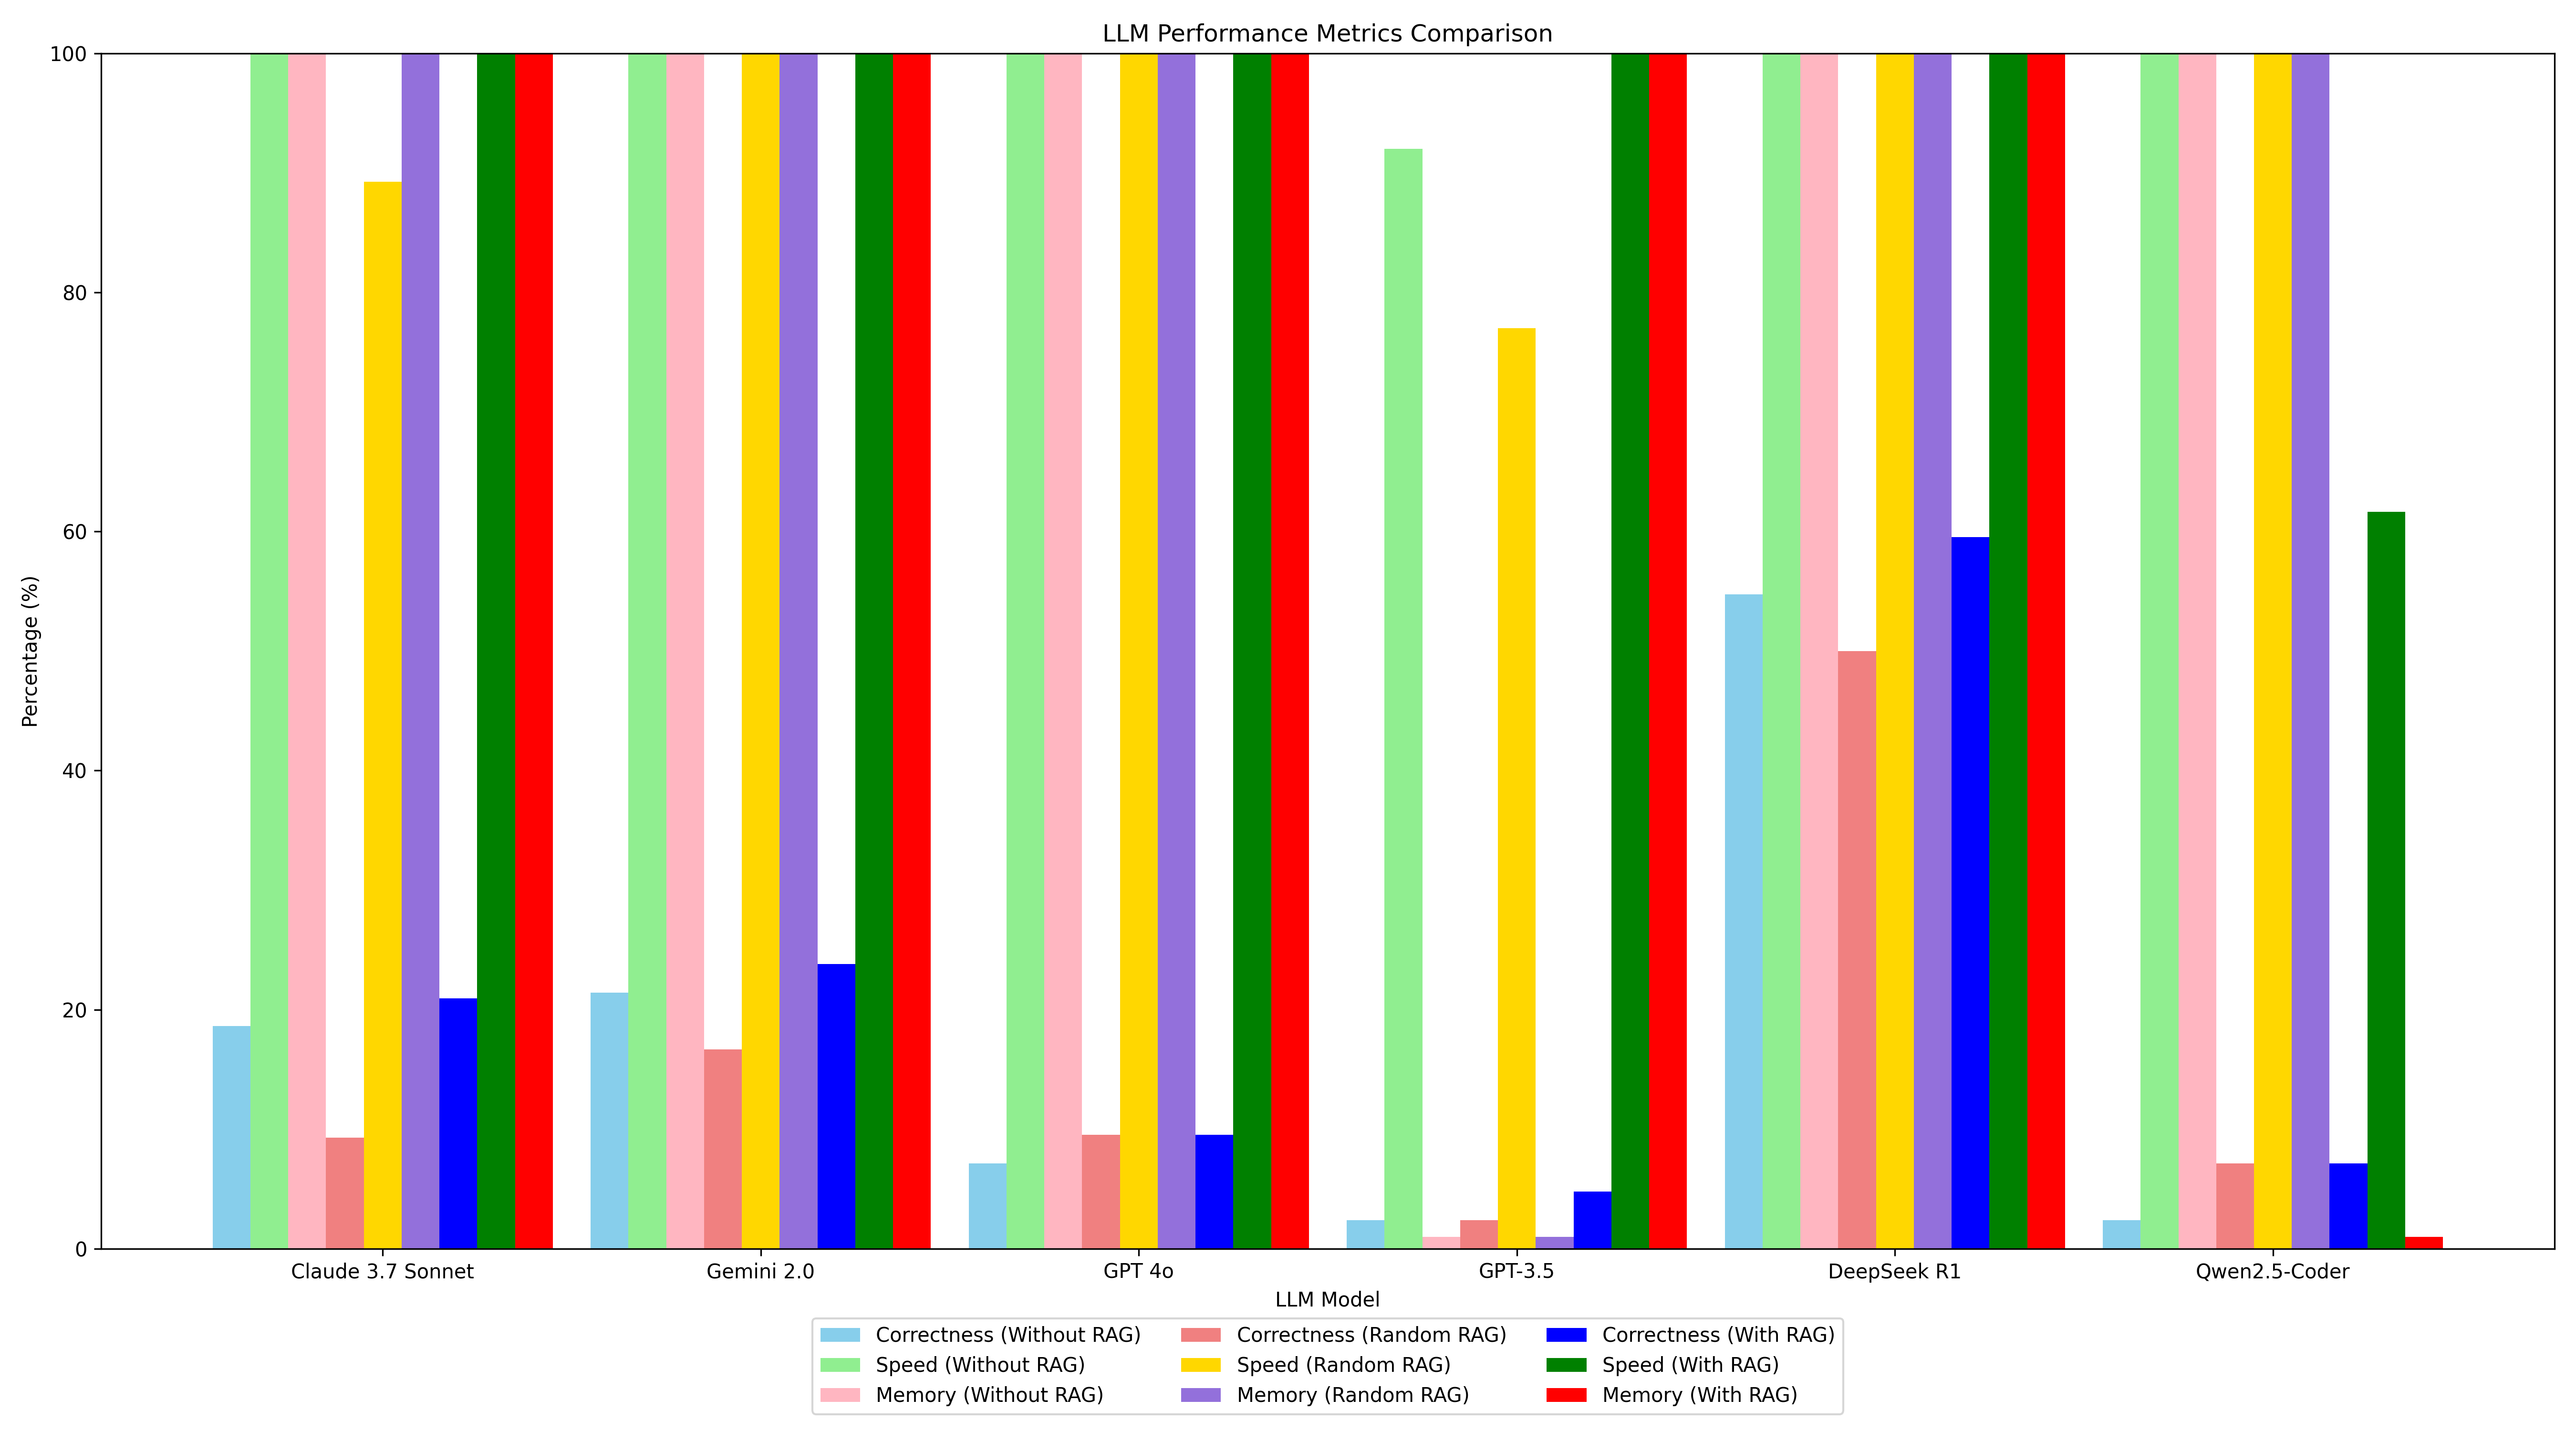 LLM Performance Metrics Comparison
100
80
60
40
20
0
Percentage (%)
Claude 3.7 Sonnet
Gemini 2.0
GPT 4o
GPT-3.5
DeepSeek R1
Qwen2.5-Coder
LLM Model
Correctness (Without RAG)
Speed (Without RAG)
Memory (Without RAG)
Correctness (Random RAG)
Speed (Random RAG)
Memory (Random RAG)
Correctness (With RAG)
Speed (With RAG)
Memory (With RAG)